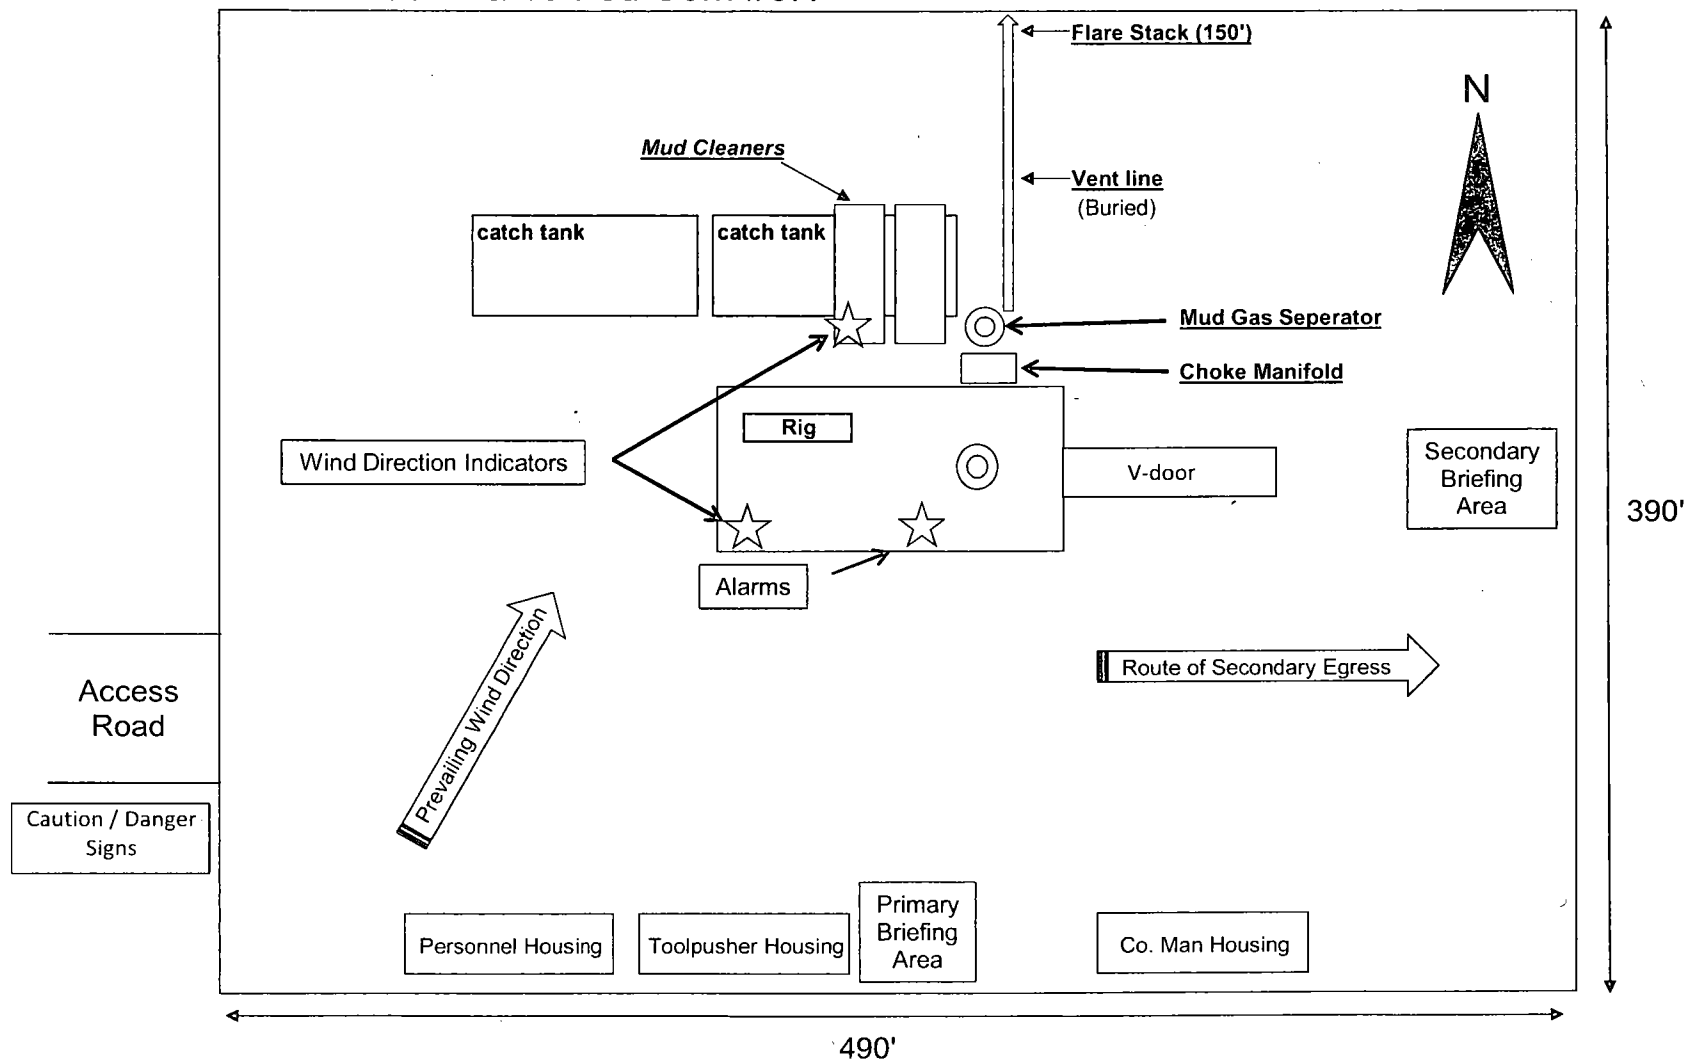 Flare Stack (150')
N
Mud Cleaners
Vent line
(Buried)
catch tank
catch tank
Mud Gas Seperator
Choke Manifold
Rig
Wind Direction Indicators
V-door
Secondary
Briefing
Area
390'
Alarms
Prevailing Wind Direction
Route of Secondary Egress
Access
Road
Caution / Danger
Signs
Personnel Housing
Toolpusher Housing
Primary
Briefing
Area
Co. Man Housing
490'